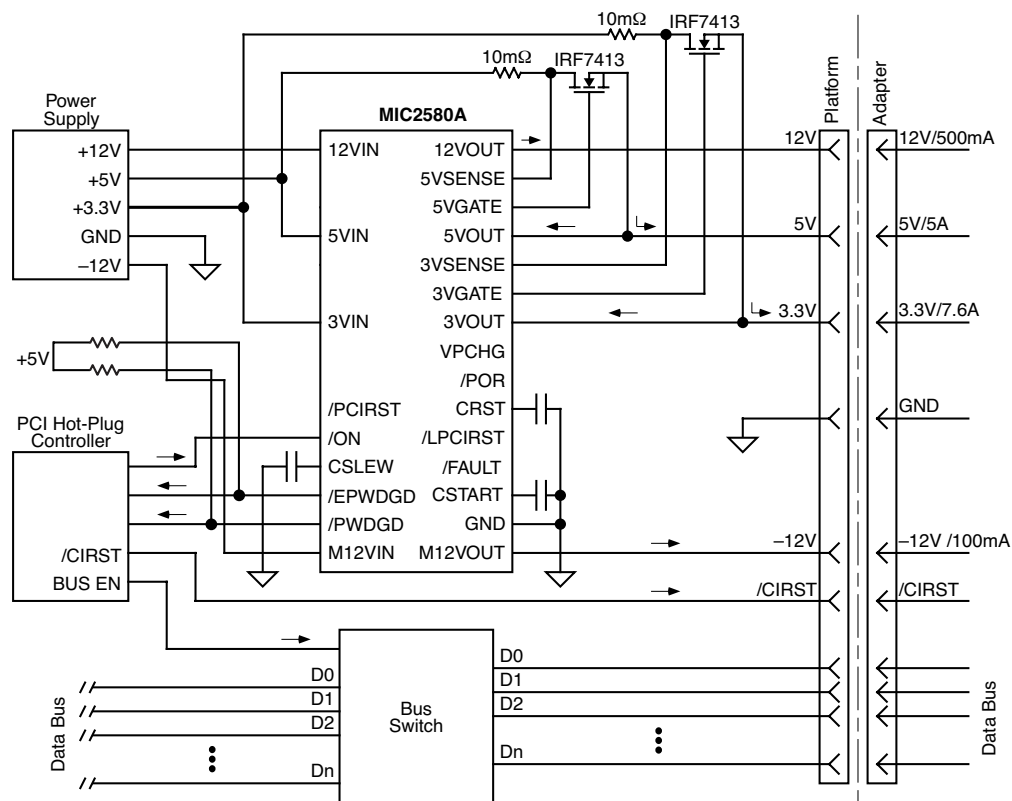 10mΩ
IRF7413
10mΩ
IRF7413
Power
Supply
+12V
+5V
+3.3V
GND
–12V
MIC2580A
12VIN
5VIN
3VIN
/PCIRST
/ON
CSLEW
/EPWDGD
/PWDGD
M12VIN
12VOUT
5VSENSE
5VGATE
5VOUT
3VSENSE
3VGATE
3VOUT
VPCHG
/POR
CRST
/LPCIRST
/FAULT
CSTART
GND
M12VOUT
+5V
PCI Hot-Plug
Controller
/CIRST
BUS EN
Platform
Adapter
12V
12V/500mA
5V
5V/5A
3.3V
3.3V/7.6A
GND
–12V
–12V /100mA
/CIRST
/CIRST
Data Bus
D0
D1
D2
Dn
Bus
Switch
D0
D1
D2
Dn
Data Bus